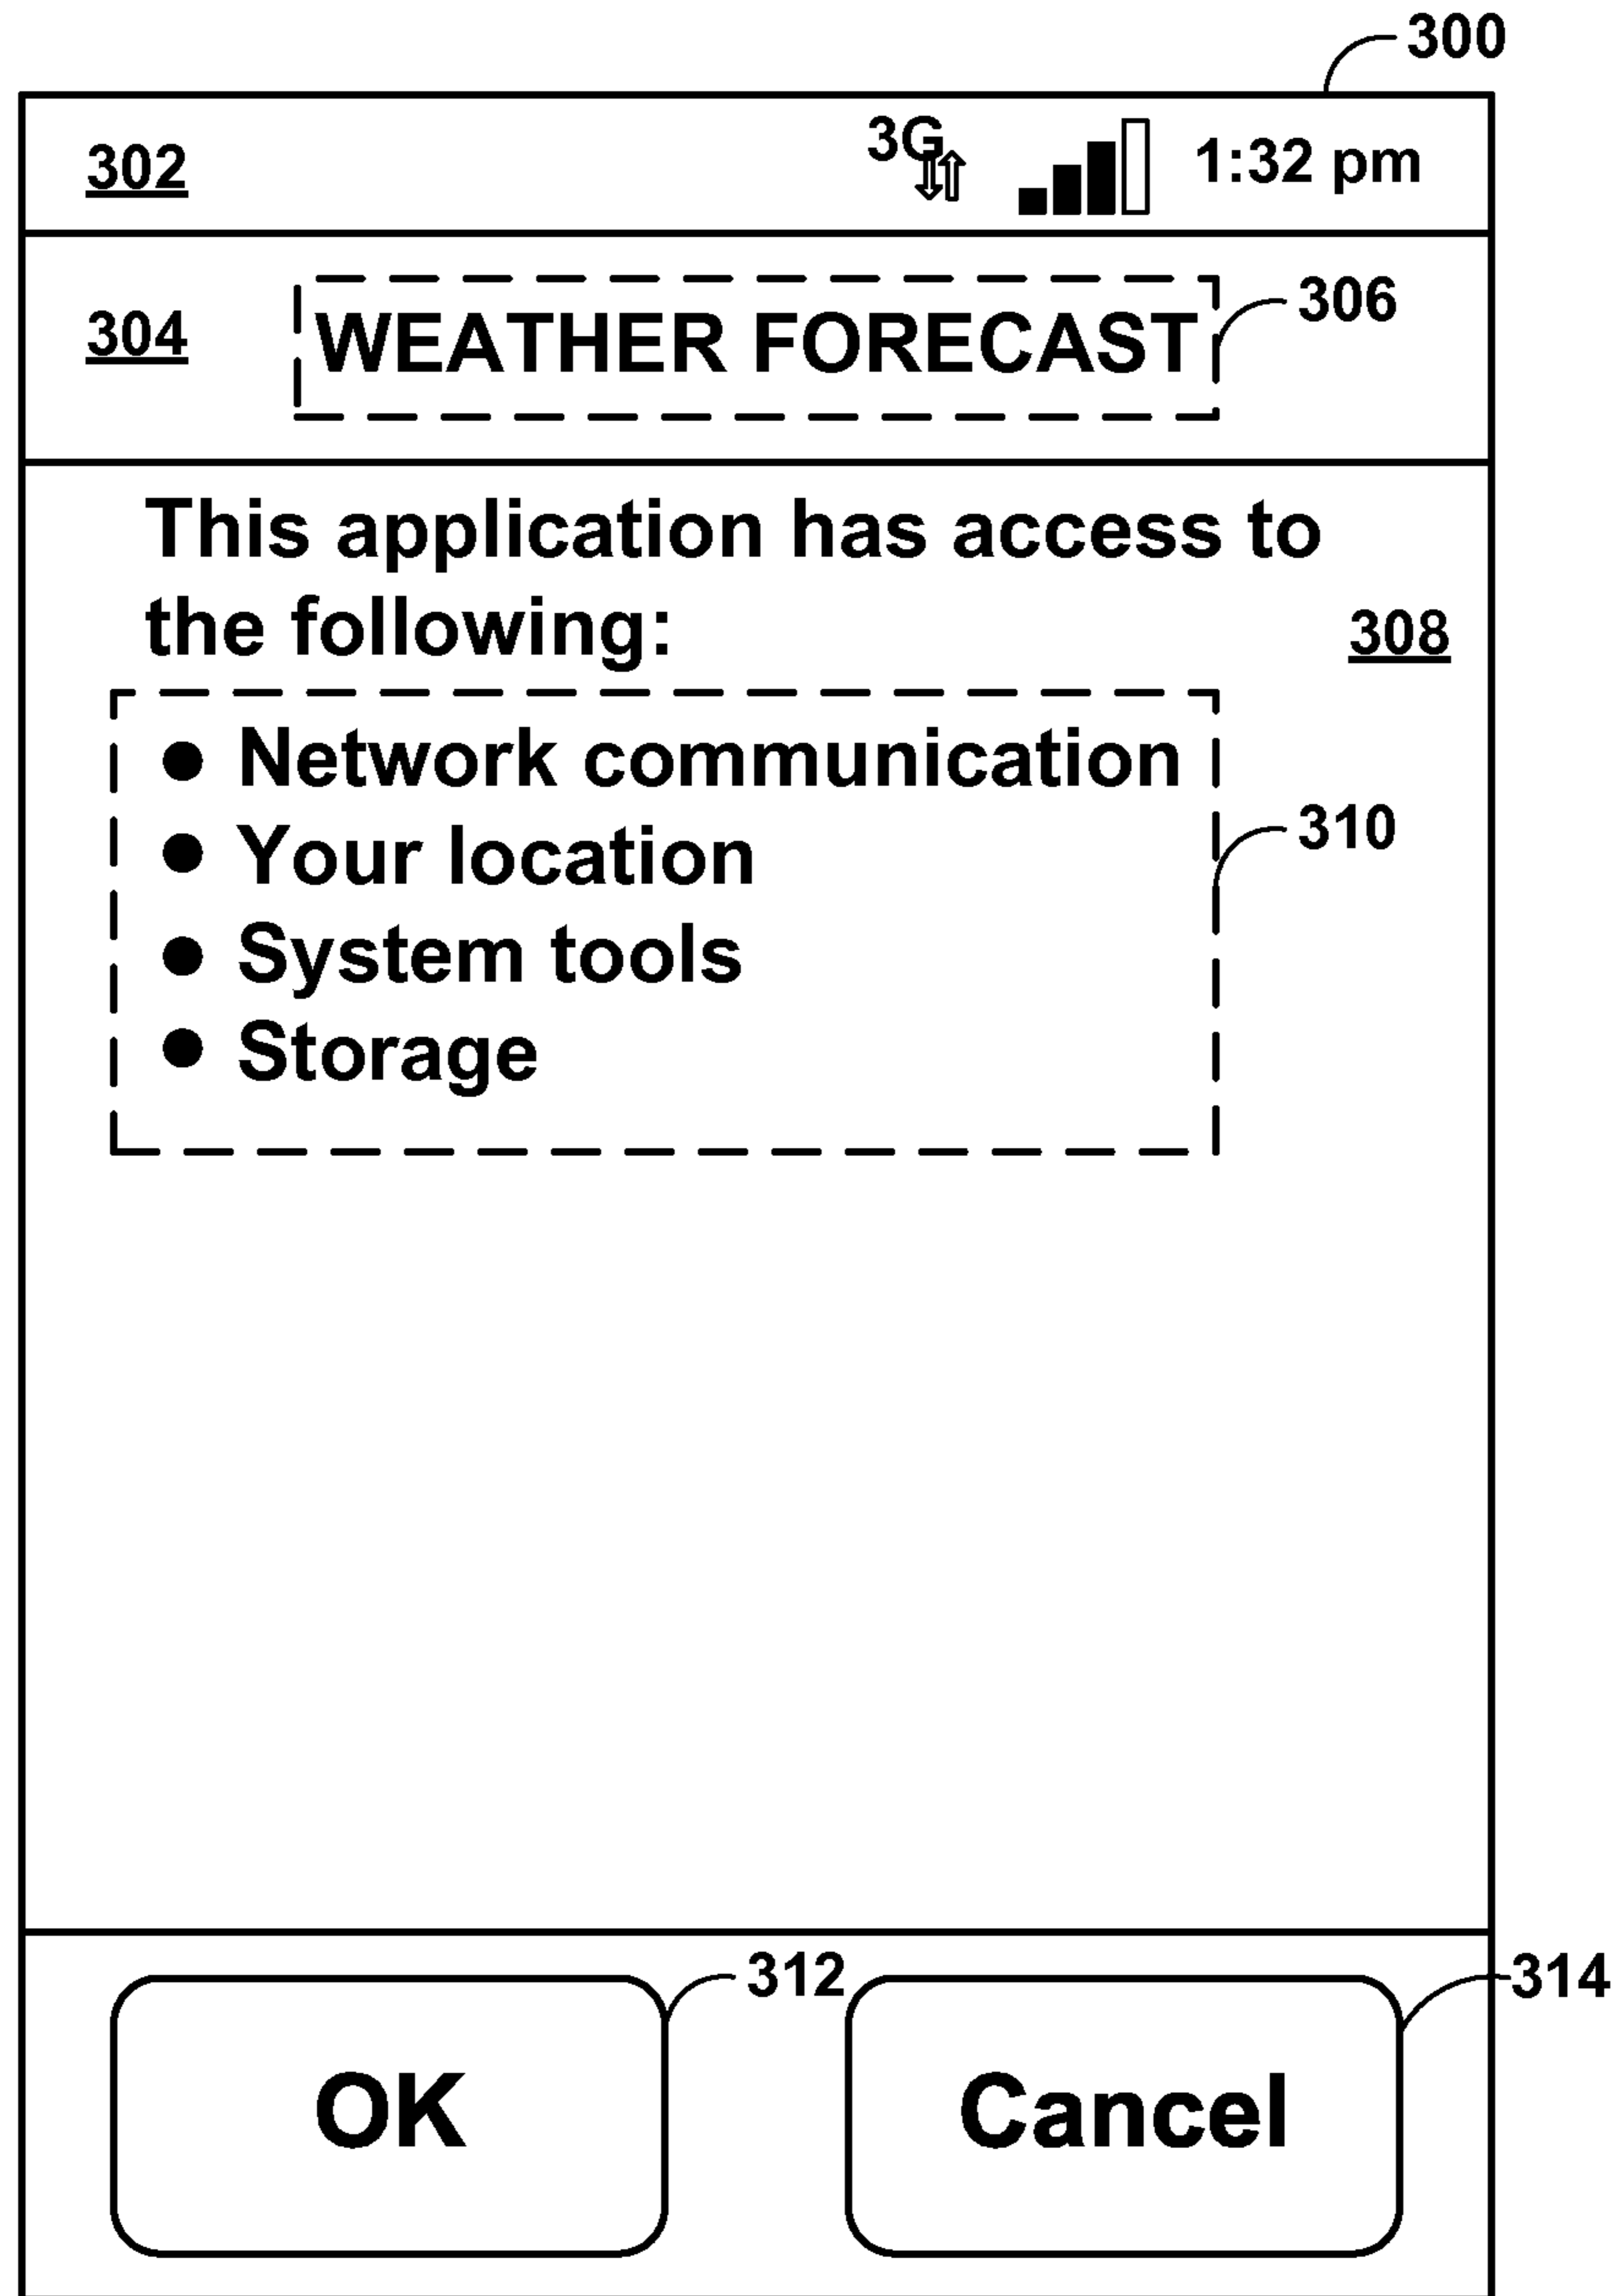 300
302 3G 1:32 pm
304 WEATHER FORECAST 306
This application has access to
the following:
308
● Network communication
310
● Your location
● System tools
● Storage
312 314
OK Cancel